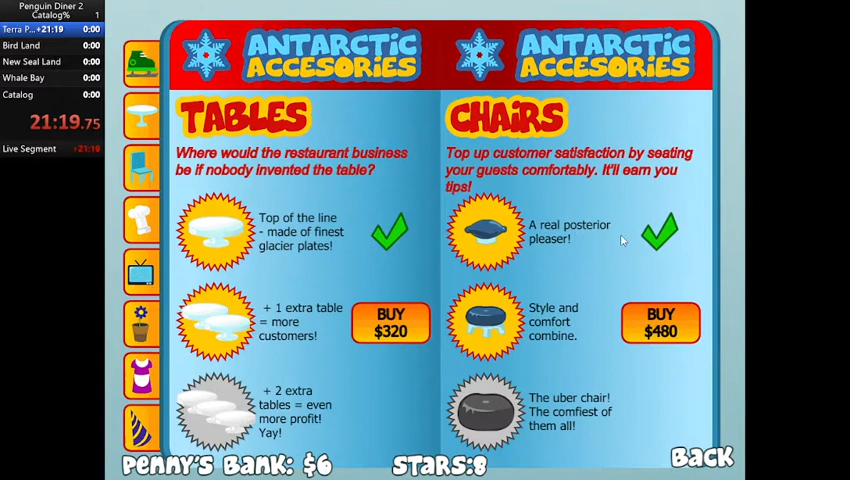 Penguin Diner 2
Catalog% 1
Terra P... +21:19 0:00
Bird Land 0:00
New Seal Land 0:00
Whale Bay 0:00
Catalog 0:00
21:19.75
Live Segment +21:19
ANTARCTIC
ACCESORIES
TABLES
Where would the restaurant business
be if nobody invented the table?
Top of the line
- made of finest
glacier plates!
+ 1 extra table
= more
customers!
BUY
$320
+ 2 extra
tables = even
more profit!
Yay!
ANTARCTIC
ACCESORIES
CHAIRS
Top up customer satisfaction by seating
your guests comfortably. It'll earn you
tips!
A real posterior
pleaser!
Style and
comfort
combine.
BUY
$480
The uber chair!
The comfiest of
them all!
PENNY'S BANK: $6
STARS:8
BACK